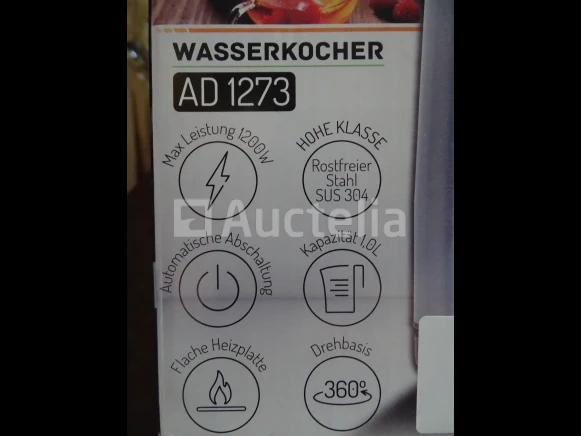 WASSERKOCHER
AD 1273
Max Leistung 1200W
HOHE KLASSE
Rostfreier
Stahl
SUS 304
Auctelia
Automatische Abschaltung
Kapazität 1,0L
Flache Heizplatte
Drehbasis
360º